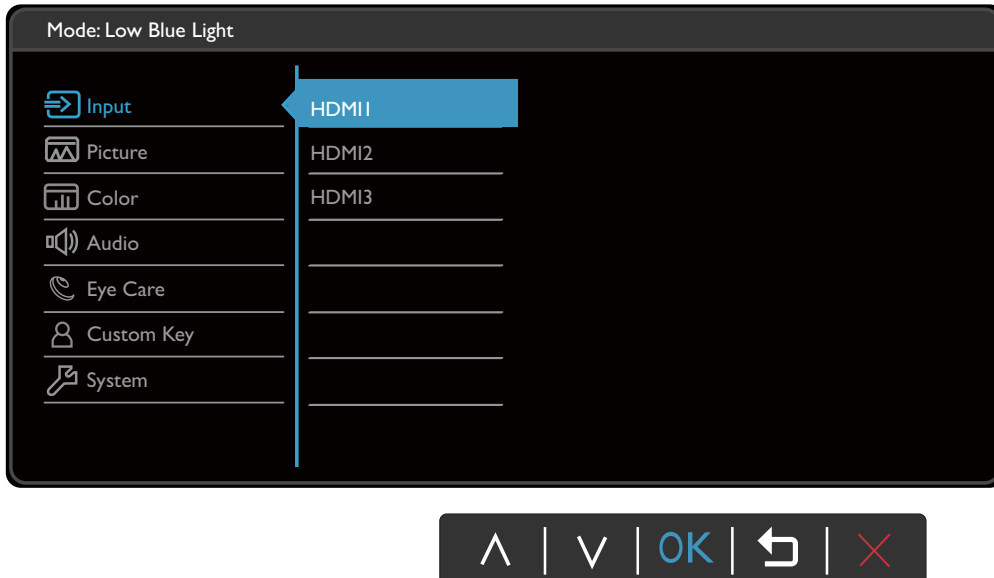 Mode: Low Blue Light
Input
Picture
Color
Audio
Eye Care
Custom Key
System
HDMI1
HDMI2
HDMI3
OK